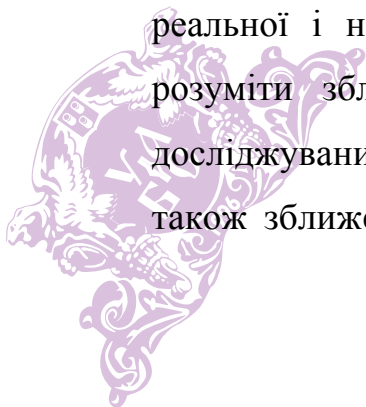 реальної і н
розуміти збл
досліджувани
також зближе